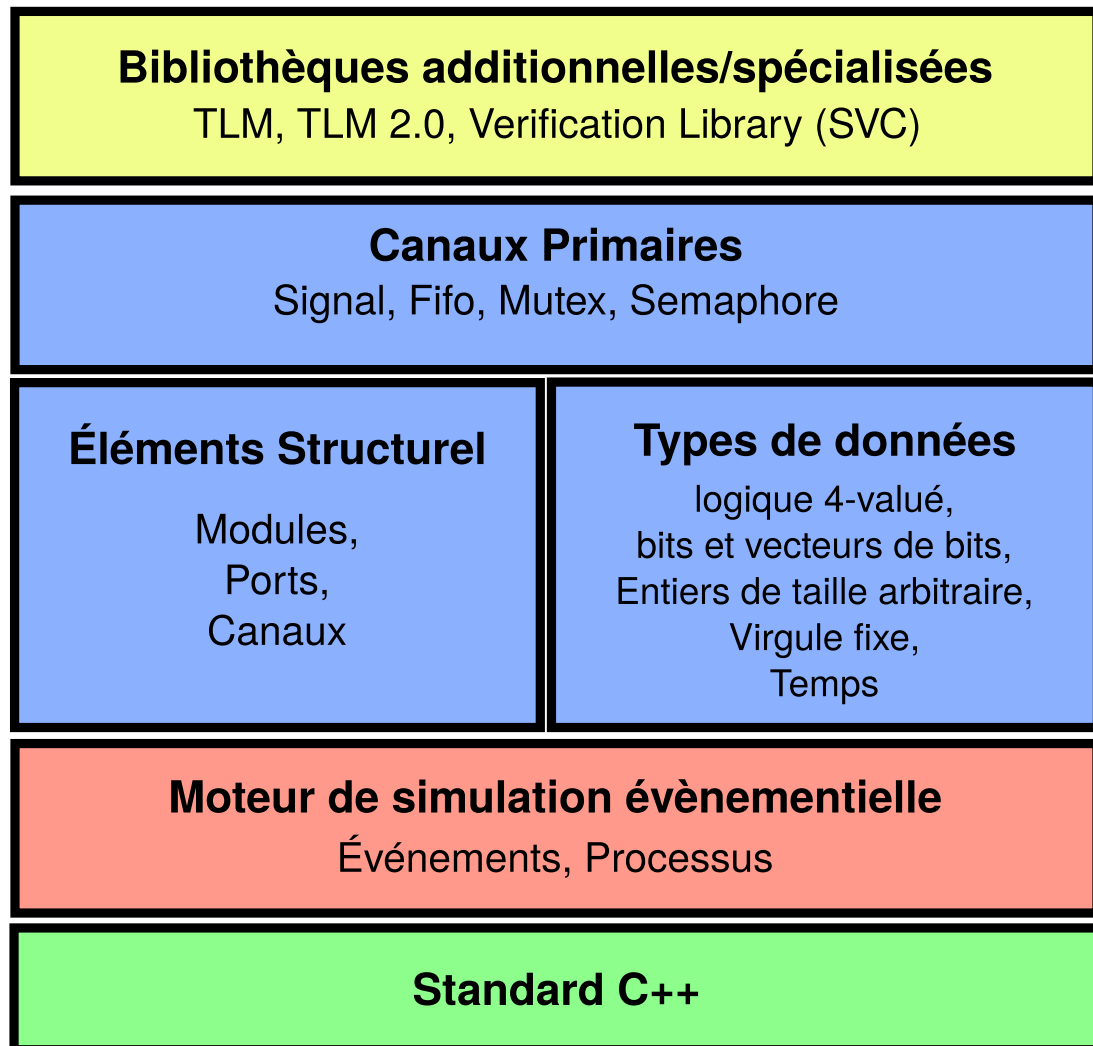 Bibliothèques additionnelles/spécialisées
TLM, TLM 2.0, Verification Library (SVC)
Canaux Primaires
Signal, Fifo, Mutex, Semaphore
Éléments Structurel
Modules,
Ports,
Canaux
Types de données
logique 4-valué,
bits et vecteurs de bits,
Entiers de taille arbitraire,
Virgule fixe,
Temps
Moteur de simulation évènementielle
Événements, Processus
Standard C++